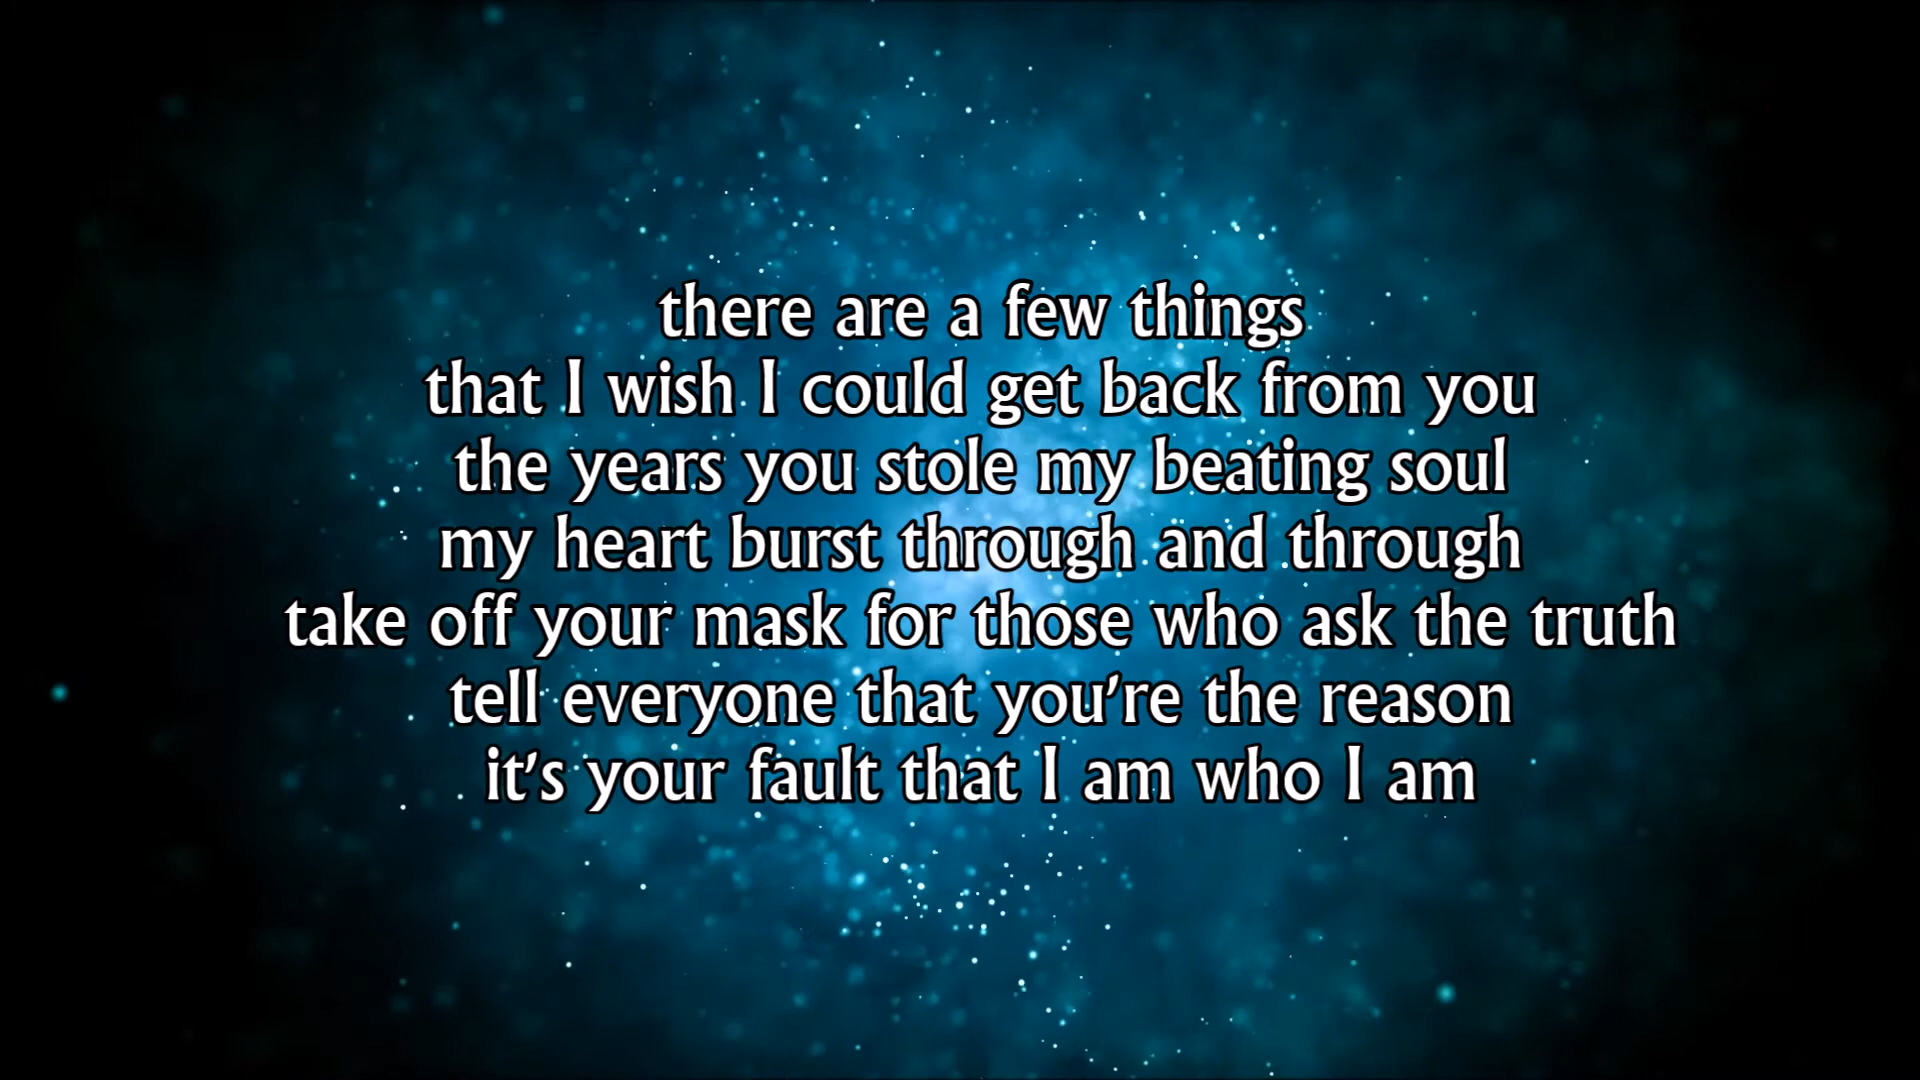 there are a few things
that I wish I could get back from you
the years you stole my beating soul
my heart burst through and through
take off your mask for those who ask the truth
tell everyone that you're the reason
it's your fault that I am who I am